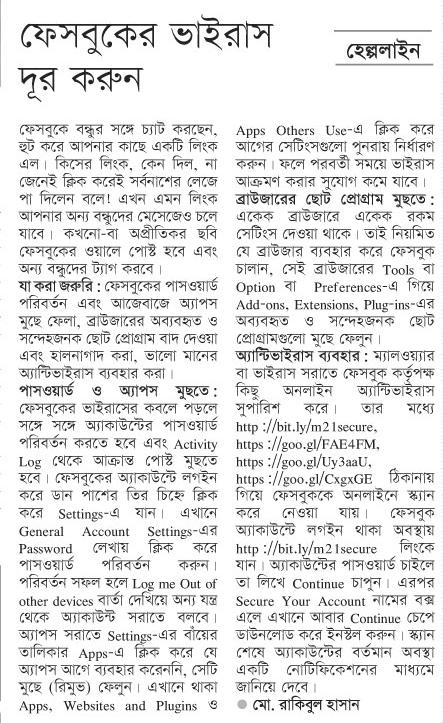 ফেসবুকের ভাইরাস
দূর করুন
হেল্পলাইন
ফেসবুকে বন্ধুর সঙ্গে চ্যাট করছেন,
হুট করে আপনার কাছে একটি লিংক
এল। কিসের লিংক, কেন দিল, না
জেনেই ক্লিক করেই সর্বনাশের লেজে
পা দিলেন বলে! এখন এমন লিংক
আপনার অন্য বন্ধুদের মেসেজেও চলে
যাবে। কখনো-বা অপ্রীতিকর ছবি
ফেসবুকের ওয়ালে পোস্ট হবে এবং
অন্য বন্ধুদের ট্যাগ করবে।
যা করা জরুরি : ফেসবুকের পাসওয়ার্ড
পরিবর্তন এবং আজেবাজে অ্যাপস
মুছে ফেলা, ব্রাউজারের অব্যবহৃত ও
সন্দেহজনক ছোট প্রোগ্রাম বাদ দেওয়া
এবং হালনাগাদ করা, ভালো মানের
অ্যান্টিভাইরাস ব্যবহার করা।
পাসওয়ার্ড ও অ্যাপস মুছতে :
ফেসবুকের ভাইরাসের কবলে পড়লে
সঙ্গে সঙ্গে অ্যাকাউন্টের পাসওয়ার্ড
পরিবর্তন করতে হবে এবং Activity
Log থেকে আক্রান্ত পোস্ট মুছতে
হবে। ফেসবুকের অ্যাকাউন্টে লগইন
করে ডান পাশের তির চিহ্নে ক্লিক
করে Settings-এ যান। এখানে
General Account Settings-এর
Password লেখায় ক্লিক করে
পাসওয়ার্ড পরিবর্তন করুন।
পরিবর্তন সফল হলে Log me Out of
other devices বার্তা দেখিয়ে অন্য যন্ত্র
থেকে অ্যাকাউন্ট সরাতে বলবে।
অ্যাপস সরাতে Settings-এর বাঁয়ের
তালিকার Apps-এ ক্লিক করে যে
অ্যাপস আগে ব্যবহার করেননি, সেটি
মুছে (রিমুভ) ফেলুন। এখানে থাকা
Apps, Websites and Plugins ও
Apps Others Use-এ ক্লিক করে
আগের সেটিংসগুলো পুনরায় নির্ধারণ
করুন। ফলে পরবর্তী সময়ে ভাইরাস
আক্রমণ করার সুযোগ কমে যাবে।
ব্রাউজারের ছোট প্রোগ্রাম মুছতে :
একেক ব্রাউজারে একেক রকম
সেটিংস দেওয়া থাকে। তাই নিয়মিত
যে ব্রাউজার ব্যবহার করে ফেসবুক
চালান, সেই ব্রাউজারের Tools বা
Option বা Preferences-এ গিয়ে
Add-ons, Extensions, Plug-ins-এর
অব্যবহৃত ও সন্দেহজনক ছোট
প্রোগ্রামগুলো মুছে ফেলুন।
অ্যান্টিভাইরাস ব্যবহার : ম্যালওয়্যার
বা ভাইরাস সরাতে ফেসবুক কর্তৃপক্ষ
কিছু অনলাইন অ্যান্টিভাইরাস
সুপারিশ করে। তার মধ্যে
http ://bit.ly/m21secure,
https ://goo.gl/FAE4FM,
https ://goo.gl/Uy3aaU,
https ://goo.gl/CxgxGE ঠিকানায়
গিয়ে ফেসবুককে অনলাইনে স্ক্যান
করে নেওয়া যায়। ফেসবুক
অ্যাকাউন্টে লগইন থাকা অবস্থায়
http ://bit.ly/m21secure লিংকে
যান। অ্যাকাউন্টের পাসওয়ার্ড চাইলে
তা লিখে Continue চাপুন। এরপর
Secure Your Account নামের বক্স
এলে এখানে আবার Continue চেপে
ডাউনলোড করে ইনস্টল করুন। স্ক্যান
শেষে অ্যাকাউন্টের বর্তমান অবস্থা
একটি নোটিফিকেশনের মাধ্যমে
জানিয়ে দেবে।
● মো. রাকিবুল হাসান